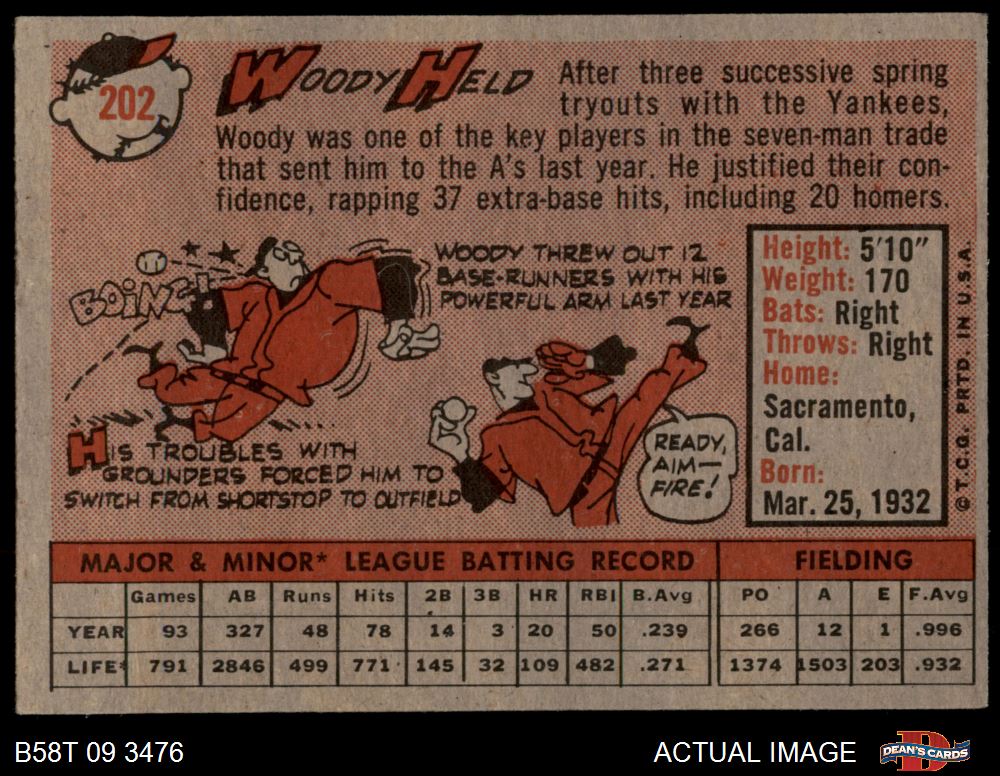 202
WOODY HELD
After three successive spring
tryouts with the Yankees,
Woody was one of the key players in the seven-man trade
that sent him to the A's last year. He justified their con-
fidence, rapping 37 extra-base hits, including 20 homers.
BOING!
WOODY THREW OUT 12
BASE-RUNNERS WITH HIS
POWERFUL ARM LAST YEAR
HIS TROUBLES WITH
GROUNDERS FORCED HIM TO
SWITCH FROM SHORTSTOP TO OUTFIELD
READY,
AIM—
FIRE!
Height: 5'10"
Weight: 170
Bats: Right
Throws: Right
Home:
Sacramento,
Cal.
Born:
Mar. 25, 1932
© T.C.G. PRTD. IN U.S.A.
MAJOR & MINOR* LEAGUE BATTING RECORD FIELDING
Games AB Runs Hits 2B 3B HR RBI B.Avg PO A E F.Avg
YEAR 93 327 48 78 14 3 20 50 .239 266 12 1 .996
LIFE* 791 2846 499 771 145 32 109 482 .271 1374 1503 203 .932
B58T 09 3476 ACTUAL IMAGE DEAN'S CARDS